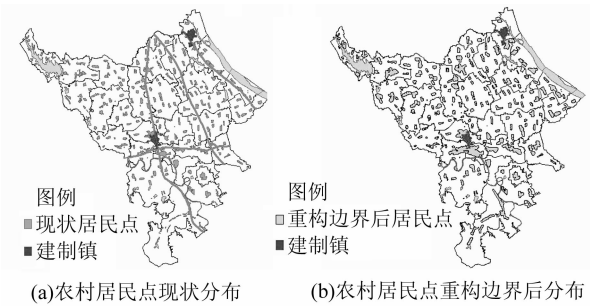 图例
现状居民点
建制镇
(a)农村居民点现状分布
图例
重构边界后居民点
建制镇
(b)农村居民点重构边界后分布